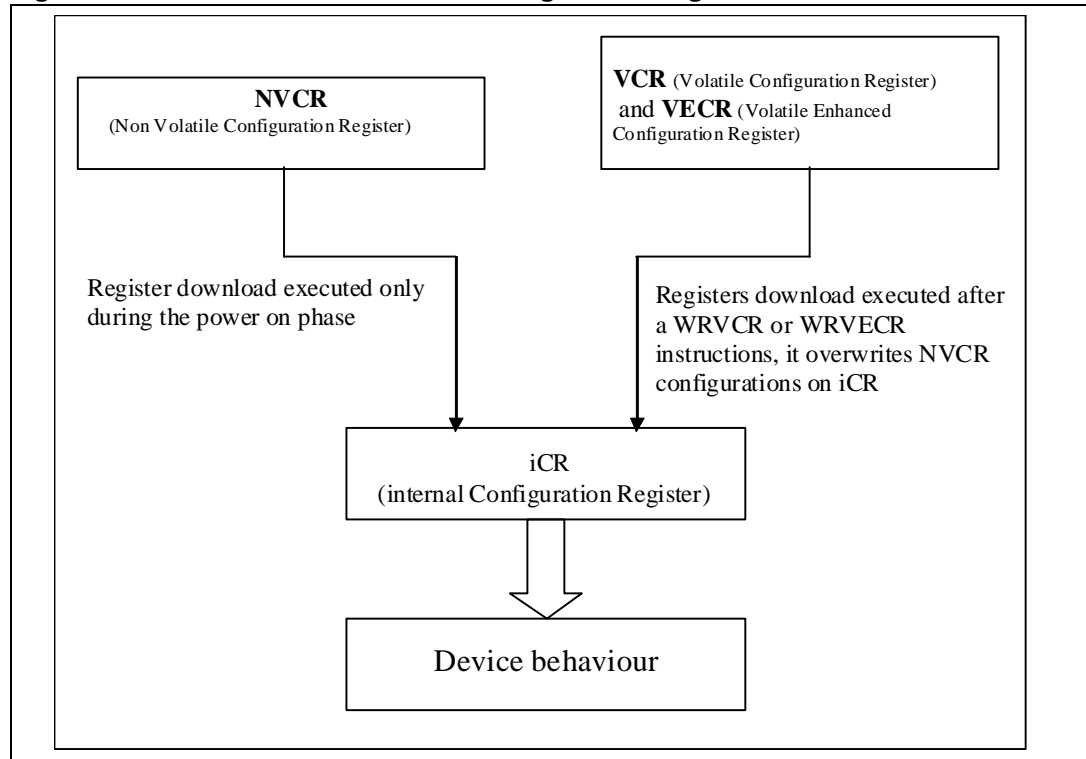 NVCR
(Non Volatile Configuration Register)
VCR (Volatile Configuration Register)
and VECR (Volatile Enhanced
Configuration Register)
Register download executed only
during the power on phase
Registers download executed after
a WRVCR or WRVECR
instructions, it overwrites NVCR
configurations on iCR
iCR
(internal Configuration Register)
Device behaviour